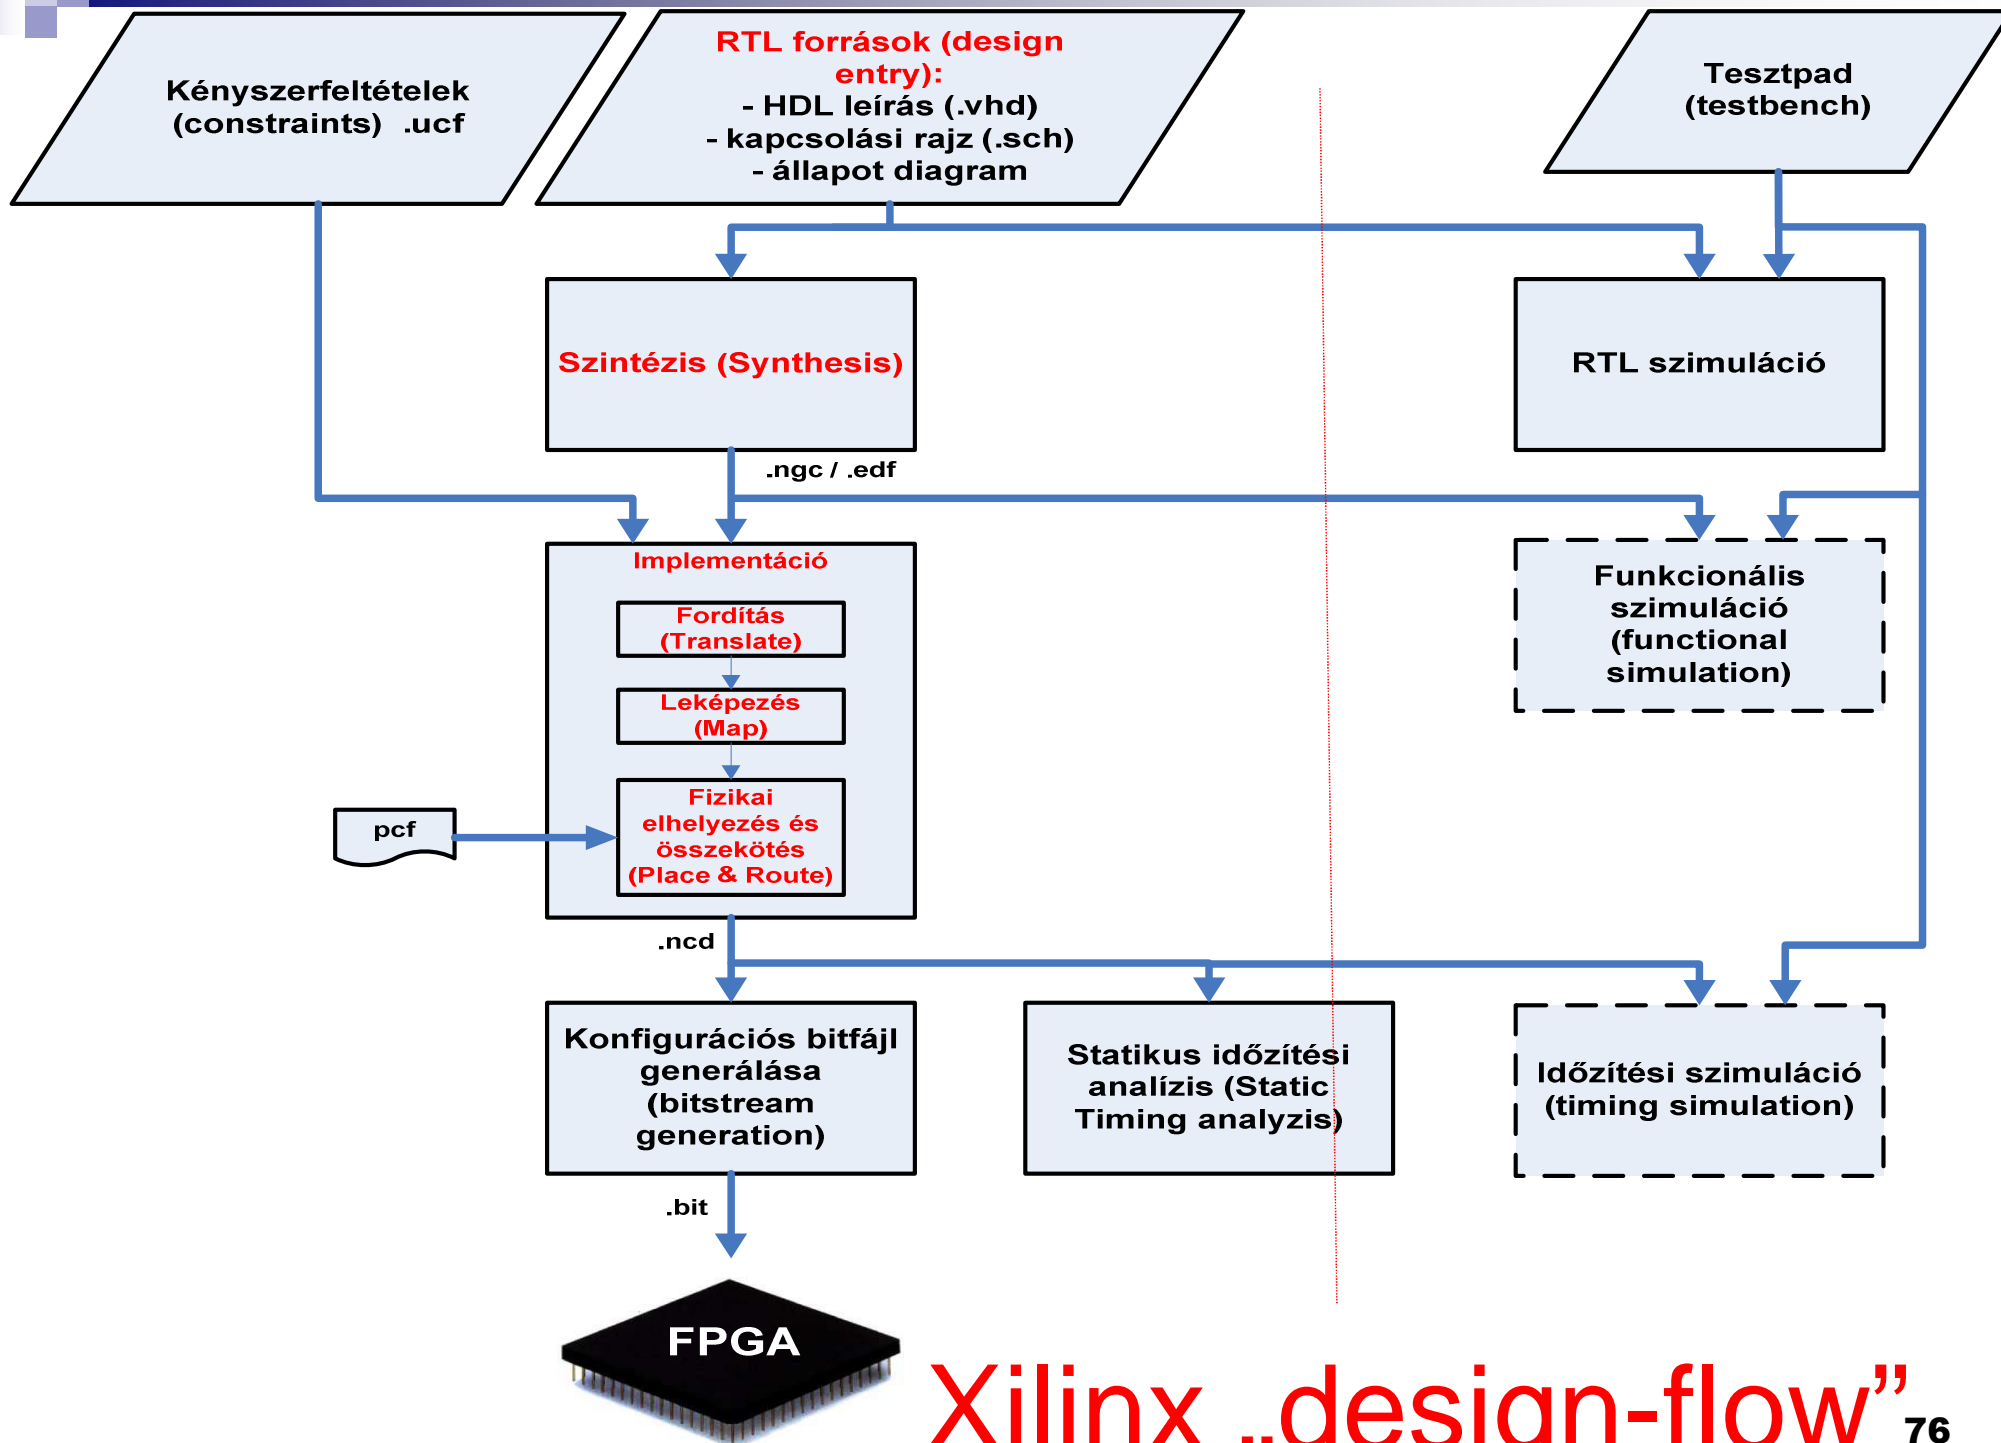 Kényszerfeltételek
(constraints) .ucf
RTL források (design
entry):
- HDL leírás (.vhd)
- kapcsolási rajz (.sch)
- állapot diagram
Tesztpad
(testbench)
Szintézis (Synthesis)
RTL szimuláció
.ngc / .edf
Implementáció
Fordítás
(Translate)
Leképezés
(Map)
Fizikai
elhelyezés és
összekötés
(Place & Route)
pcf
Funkcionális
szimuláció
(functional
simulation)
.ncd
Konfigurációs bitfájl
generálása
(bitstream
generation)
Statikus időzítési
analízis (Static
Timing analyzis)
Időzítési szimuláció
(timing simulation)
.bit
FPGA
Xilinx „design-flow”
76